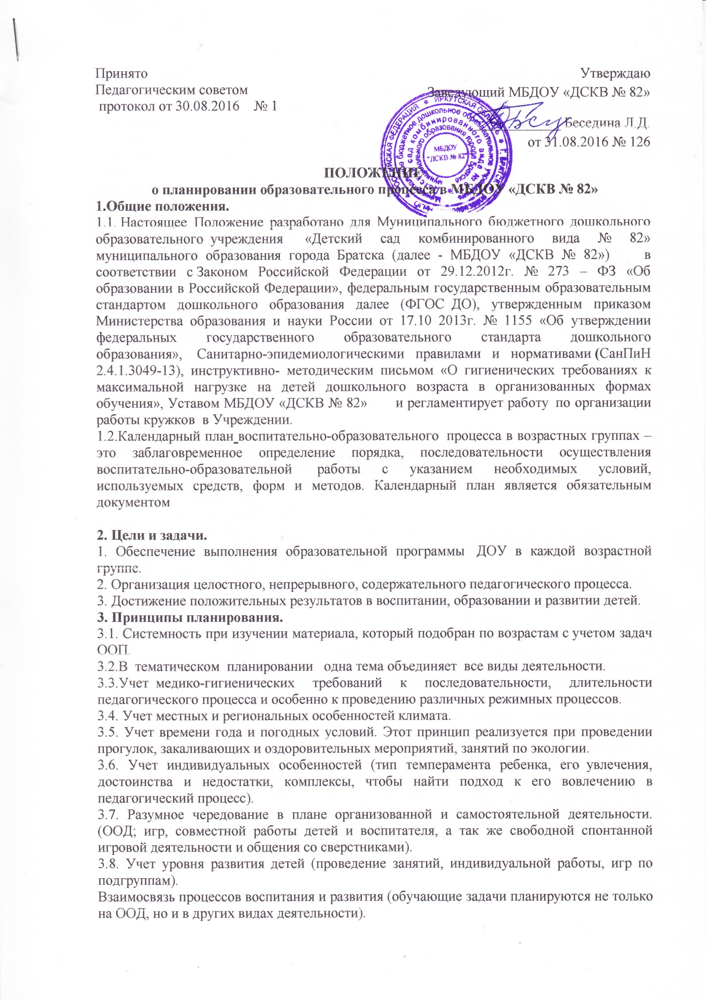 Принято Утверждаю
Педагогическим советом Заведующий МБДОУ «ДСКВ № 82»
протокол от 30.08.2016 № 1
Беседина Л.Д.
от 31.08.2016 № 126
РОССИЙСКАЯ ФЕДЕРАЦИЯ * ИРКУТСКАЯ ОБЛАСТЬ * Г. БРАТСК
МБДОУ
"ДСКВ № 82"
ПОЛОЖЕНИЕ
о планировании образовательного процесса в МБДОУ «ДСКВ № 82»
1.Общие положения.
1.1. Настоящее Положение разработано для Муниципального бюджетного дошкольного
образовательного учреждения «Детский сад комбинированного вида № 82»
муниципального образования города Братска (далее - МБДОУ «ДСКВ № 82») в
соответствии с Законом Российской Федерации от 29.12.2012г. № 273 – ФЗ «Об
образовании в Российской Федерации», федеральным государственным образовательным
стандартом дошкольного образования далее (ФГОС ДО), утвержденным приказом
Министерства образования и науки России от 17.10 2013г. № 1155 «Об утверждении
федеральных государственного образовательного стандарта дошкольного
образования», Санитарно-эпидемиологическими правилами и нормативами (СанПиН
2.4.1.3049-13), инструктивно- методическим письмом «О гигиенических требованиях к
максимальной нагрузке на детей дошкольного возраста в организованных формах
обучения», Уставом МБДОУ «ДСКВ № 82» и регламентирует работу по организации
работы кружков в Учреждении.
1.2.Календарный план воспитательно-образовательного процесса в возрастных группах –
это заблаговременное определение порядка, последовательности осуществления
воспитательно-образовательной работы с указанием необходимых условий,
используемых средств, форм и методов. Календарный план является обязательным
документом
2. Цели и задачи.
1. Обеспечение выполнения образовательной программы ДОУ в каждой возрастной
группе.
2. Организация целостного, непрерывного, содержательного педагогического процесса.
3. Достижение положительных результатов в воспитании, образовании и развитии детей.
3. Принципы планирования.
3.1. Системность при изучении материала, который подобран по возрастам с учетом задач
ООП.
3.2.В тематическом планировании одна тема объединяет все виды деятельности.
3.3.Учет медико-гигиенических требований к последовательности, длительности
педагогического процесса и особенно к проведению различных режимных процессов.
3.4. Учет местных и региональных особенностей климата.
3.5. Учет времени года и погодных условий. Этот принцип реализуется при проведении
прогулок, закаливающих и оздоровительных мероприятий, занятий по экологии.
3.6. Учет индивидуальных особенностей (тип темперамента ребенка, его увлечения,
достоинства и недостатки, комплексы, чтобы найти подход к его вовлечению в
педагогический процесс).
3.7. Разумное чередование в плане организованной и самостоятельной деятельности.
(ООД; игр, совместной работы детей и воспитателя, а так же свободной спонтанной
игровой деятельности и общения со сверстниками).
3.8. Учет уровня развития детей (проведение занятий, индивидуальной работы, игр по
подгруппам).
Взаимосвязь процессов воспитания и развития (обучающие задачи планируются не только
на ООД, но и в других видах деятельности).